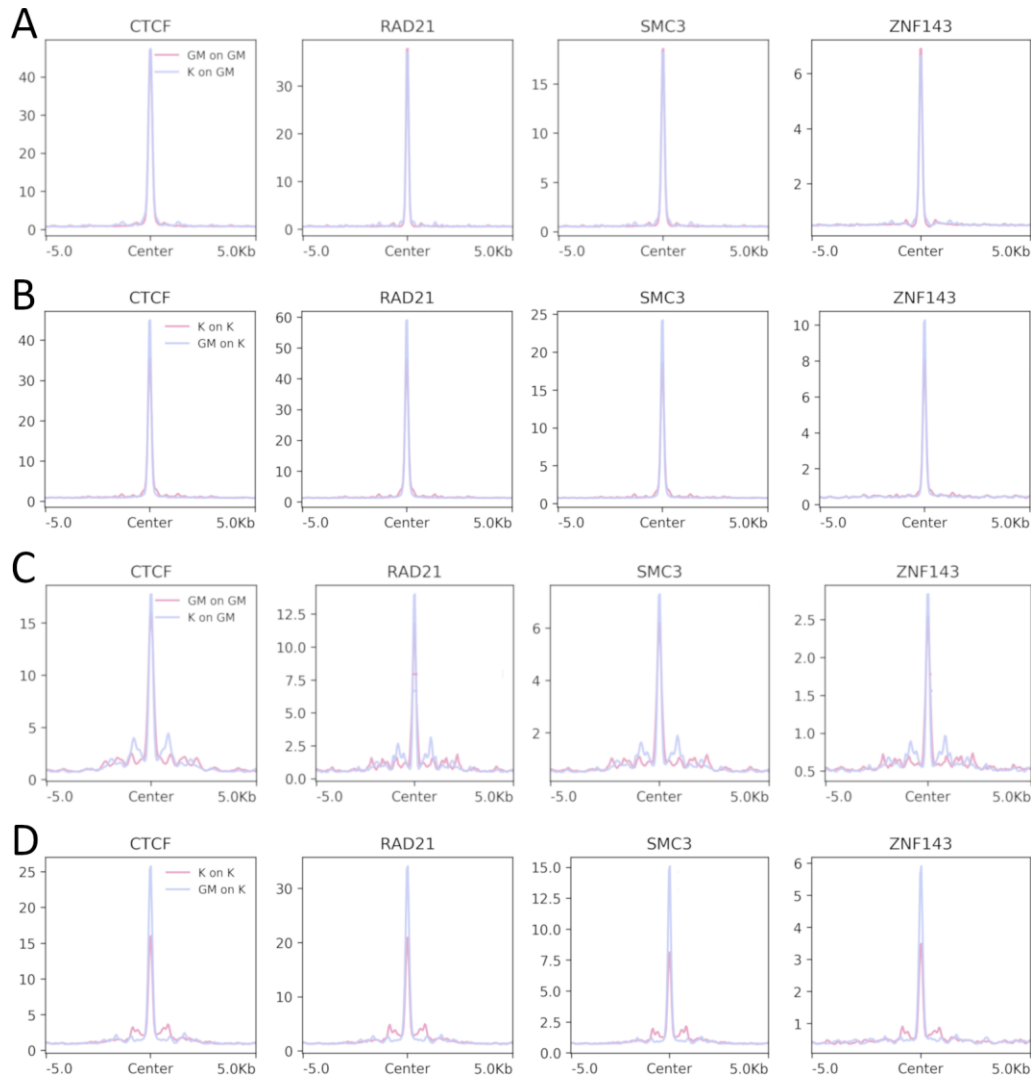 A
CTCF
RAD21
SMC3
ZNF143
GM on GM
K on GM
40
30
20
10
0
30
20
10
0
15
10
5
0
6
4
2
-5.0 Center 5.0Kb
-5.0 Center 5.0Kb
-5.0 Center 5.0Kb
-5.0 Center 5.0Kb
B
CTCF
RAD21
SMC3
ZNF143
K on K
GM on K
40
30
20
10
0
60
50
40
30
20
10
0
25
20
15
10
5
0
10
8
6
4
2
0
-5.0 Center 5.0Kb
-5.0 Center 5.0Kb
-5.0 Center 5.0Kb
-5.0 Center 5.0Kb
C
CTCF
RAD21
SMC3
ZNF143
GM on GM
K on GM
15
10
5
0
12.5
10.0
7.5
5.0
2.5
0.0
6
4
2
2.5
2.0
1.5
1.0
0.5
-5.0 Center 5.0Kb
-5.0 Center 5.0Kb
-5.0 Center 5.0Kb
-5.0 Center 5.0Kb
D
CTCF
RAD21
SMC3
ZNF143
K on K
GM on K
25
20
15
10
5
0
30
20
10
0
15.0
12.5
10.0
7.5
5.0
2.5
0.0
6
5
4
3
2
1
-5.0 Center 5.0Kb
-5.0 Center 5.0Kb
-5.0 Center 5.0Kb
-5.0 Center 5.0Kb